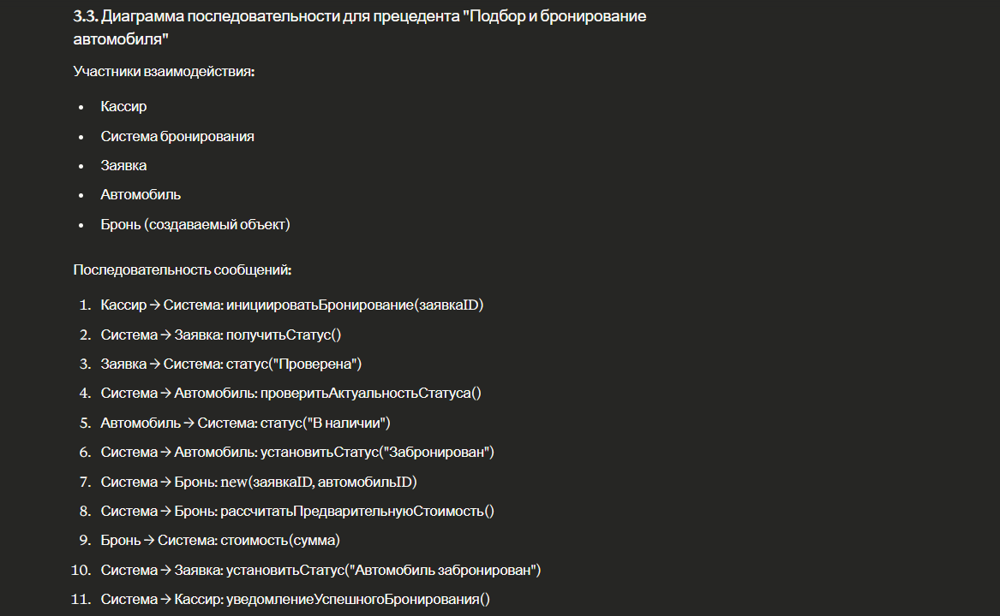 3.3. Диаграмма последовательности для прецедента "Подбор и бронирование
автомобиля"
Участники взаимодействия:
• Кассир
• Система бронирования
• Заявка
• Автомобиль
• Бронь (создаваемый объект)
Последовательность сообщений:
1. Кассир → Система: инициироватьБронирование(заявкаID)
2. Система → Заявка: получитьСтатус()
3. Заявка → Система: статус("Проверена")
4. Система → Автомобиль: проверитьАктуальностьСтатуса()
5. Автомобиль → Система: статус("В наличии")
6. Система → Автомобиль: установитьСтатус("Забронирован")
7. Система → Бронь: new(заявкаID, автомобильID)
8. Система → Бронь: рассчитатьПредварительнуюСтоимость()
9. Бронь → Система: стоимость(сумма)
10. Система → Заявка: установитьСтатус("Автомобиль забронирован")
11. Система → Кассир: уведомлениеУспешногоБронирования()